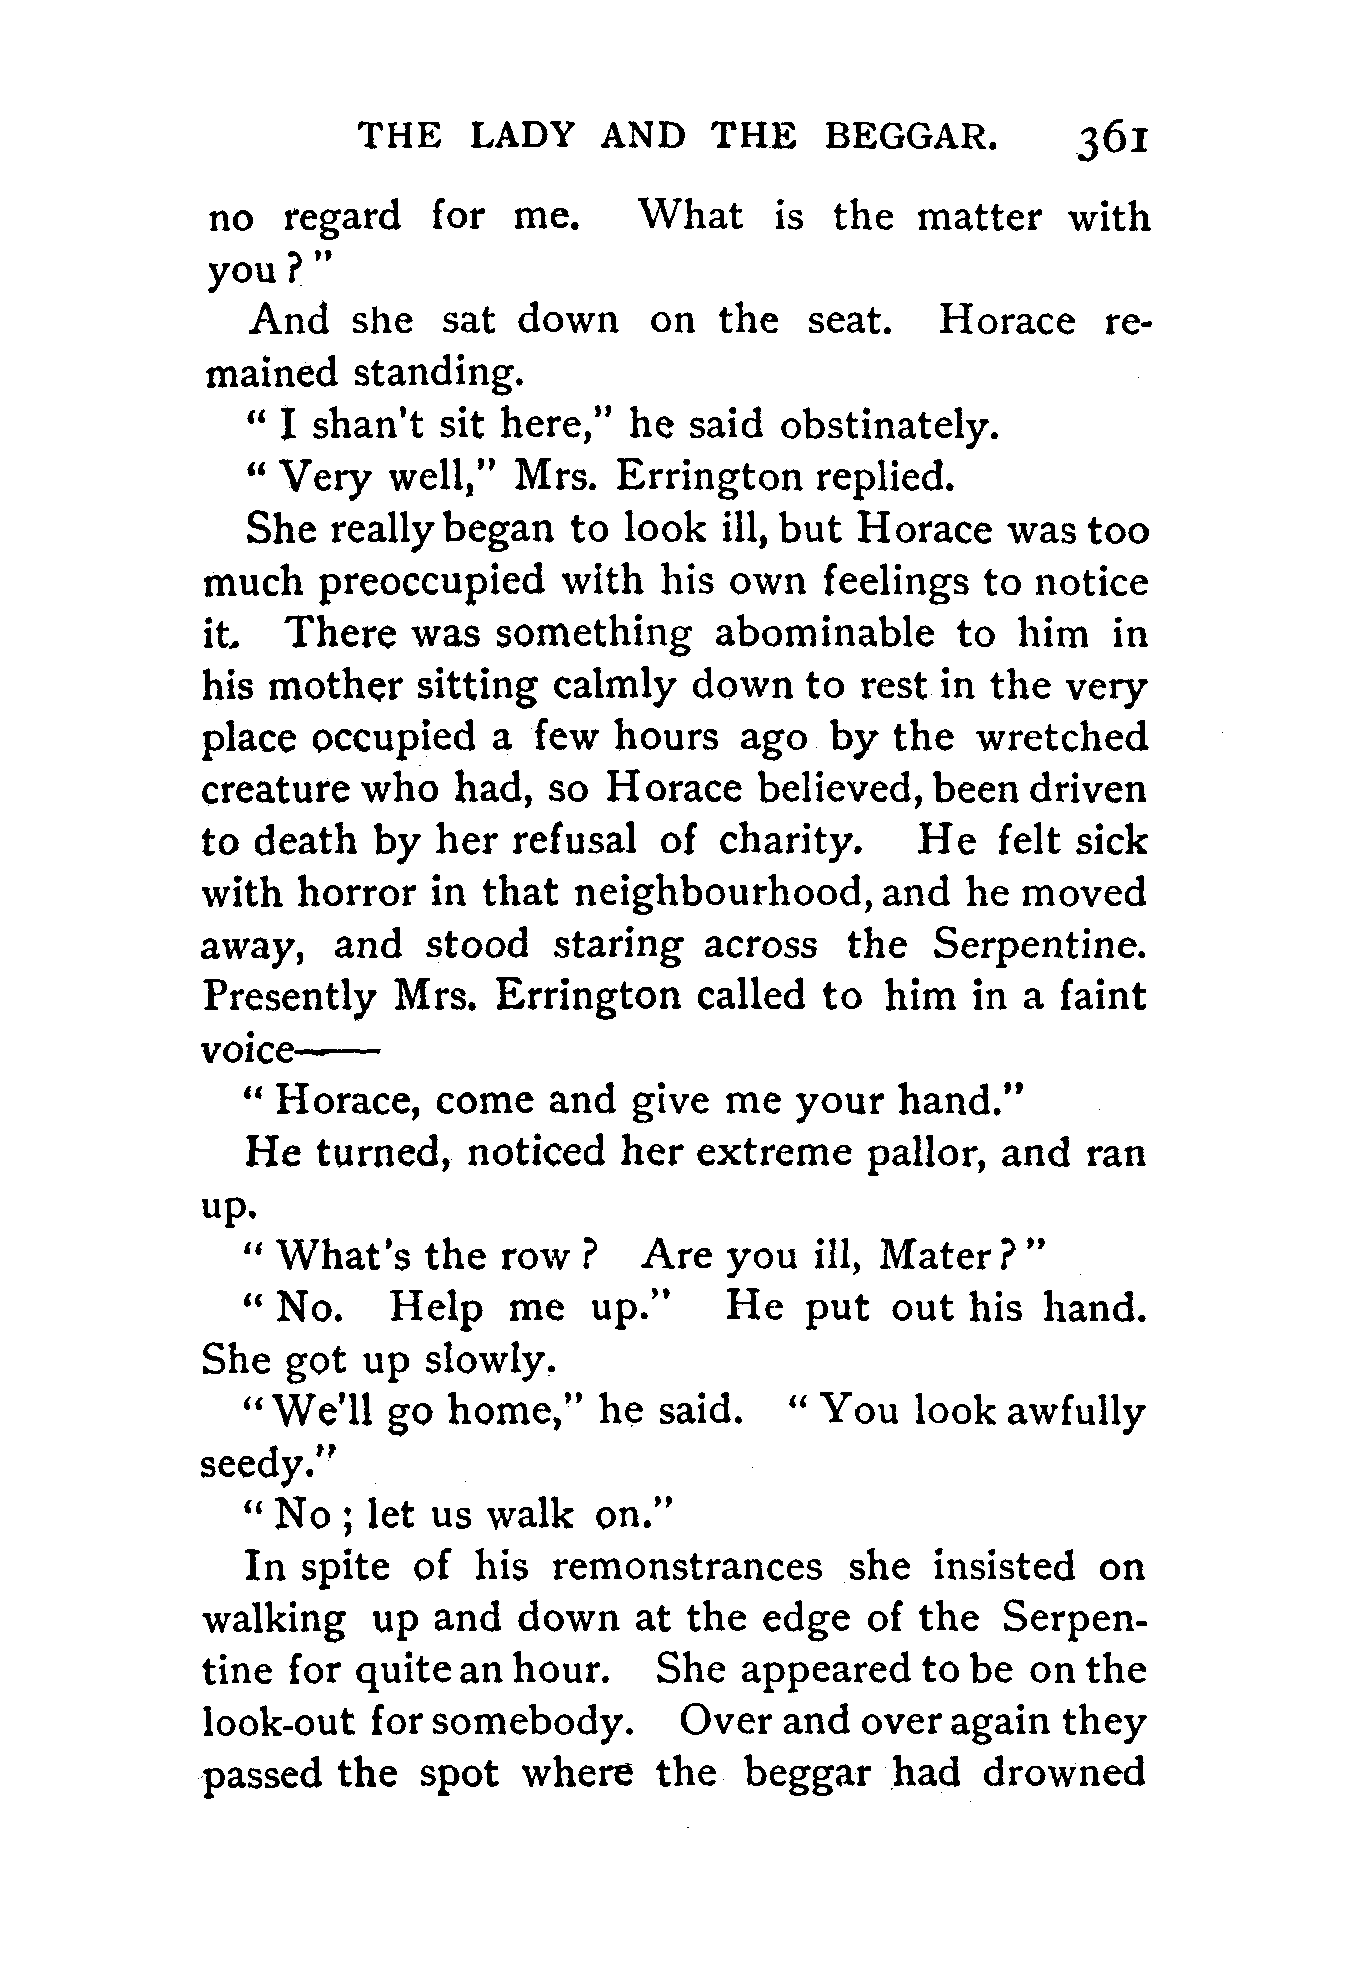 THE LADY AND THE BEGGAR. 361
no regard for me. What is the matter with
you ? "
And she sat down on the seat. Horace re-
mained standing.
" I shan't sit here," he said obstinately.
" Very well," Mrs. Errington replied.
She really began to look ill, but Horace was too
much preoccupied with his own feelings to notice
it. There was something abominable to him in
his mother sitting calmly down to rest in the very
place occupied a few hours ago by the wretched
creature who had, so Horace believed, been driven
to death by her refusal of charity. He felt sick
with horror in that neighbourhood, and he moved
away, and stood staring across the Serpentine.
Presently Mrs. Errington called to him in a faint
voice——
" Horace, come and give me your hand."
He turned, noticed her extreme pallor, and ran
up.
" What's the row ? Are you ill, Mater ? "
" No. Help me up." He put out his hand.
She got up slowly.
" We'll go home," he said. " You look awfully
seedy."
" No ; let us walk on."
In spite of his remonstrances she insisted on
walking up and down at the edge of the Serpen-
tine for quite an hour. She appeared to be on the
look-out for somebody. Over and over again they
passed the spot where the beggar had drowned